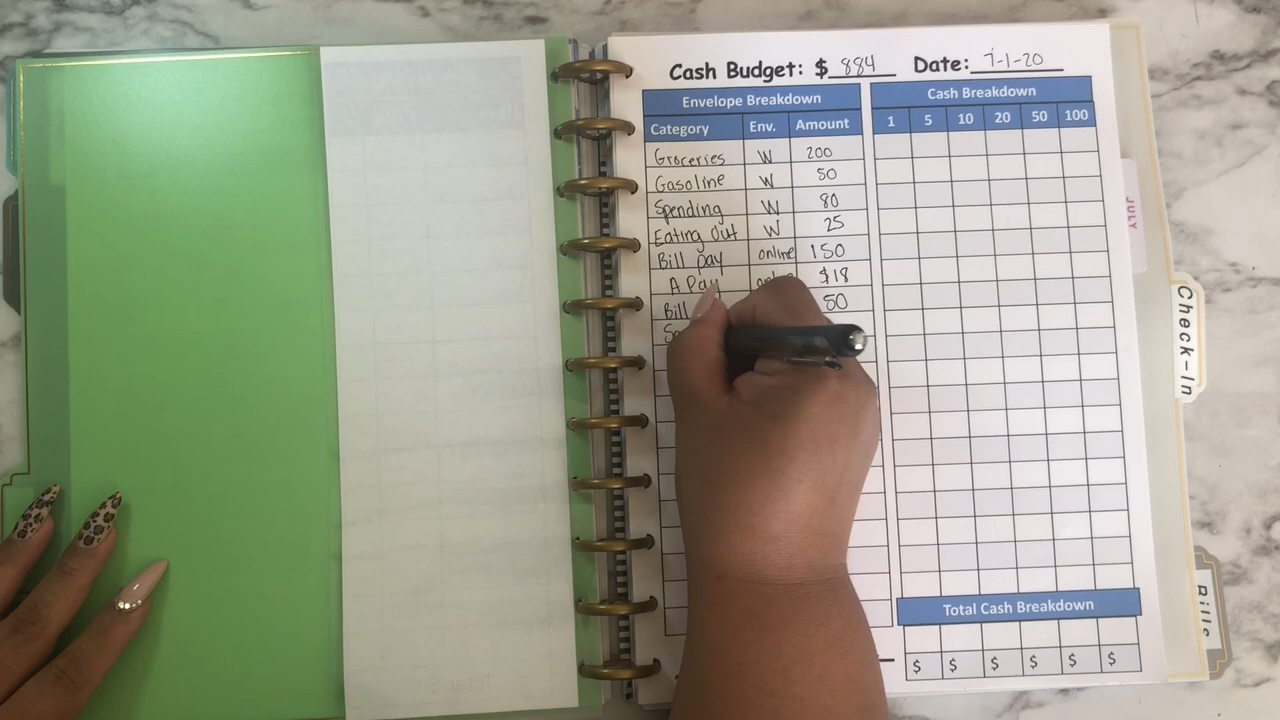 Cash Budget: $ 884 Date: 7-1-20
Envelope Breakdown
Category Env. Amount
Groceries W 200
Gasoline W 50
Spending W 80
Eating Out W 25
Bill pay online 150
A Pay $18
Bill 50
Cash Breakdown
1 5 10 20 50 100
Total Cash Breakdown
$ $ $ $ $ $
JULY
Check-In
Bills